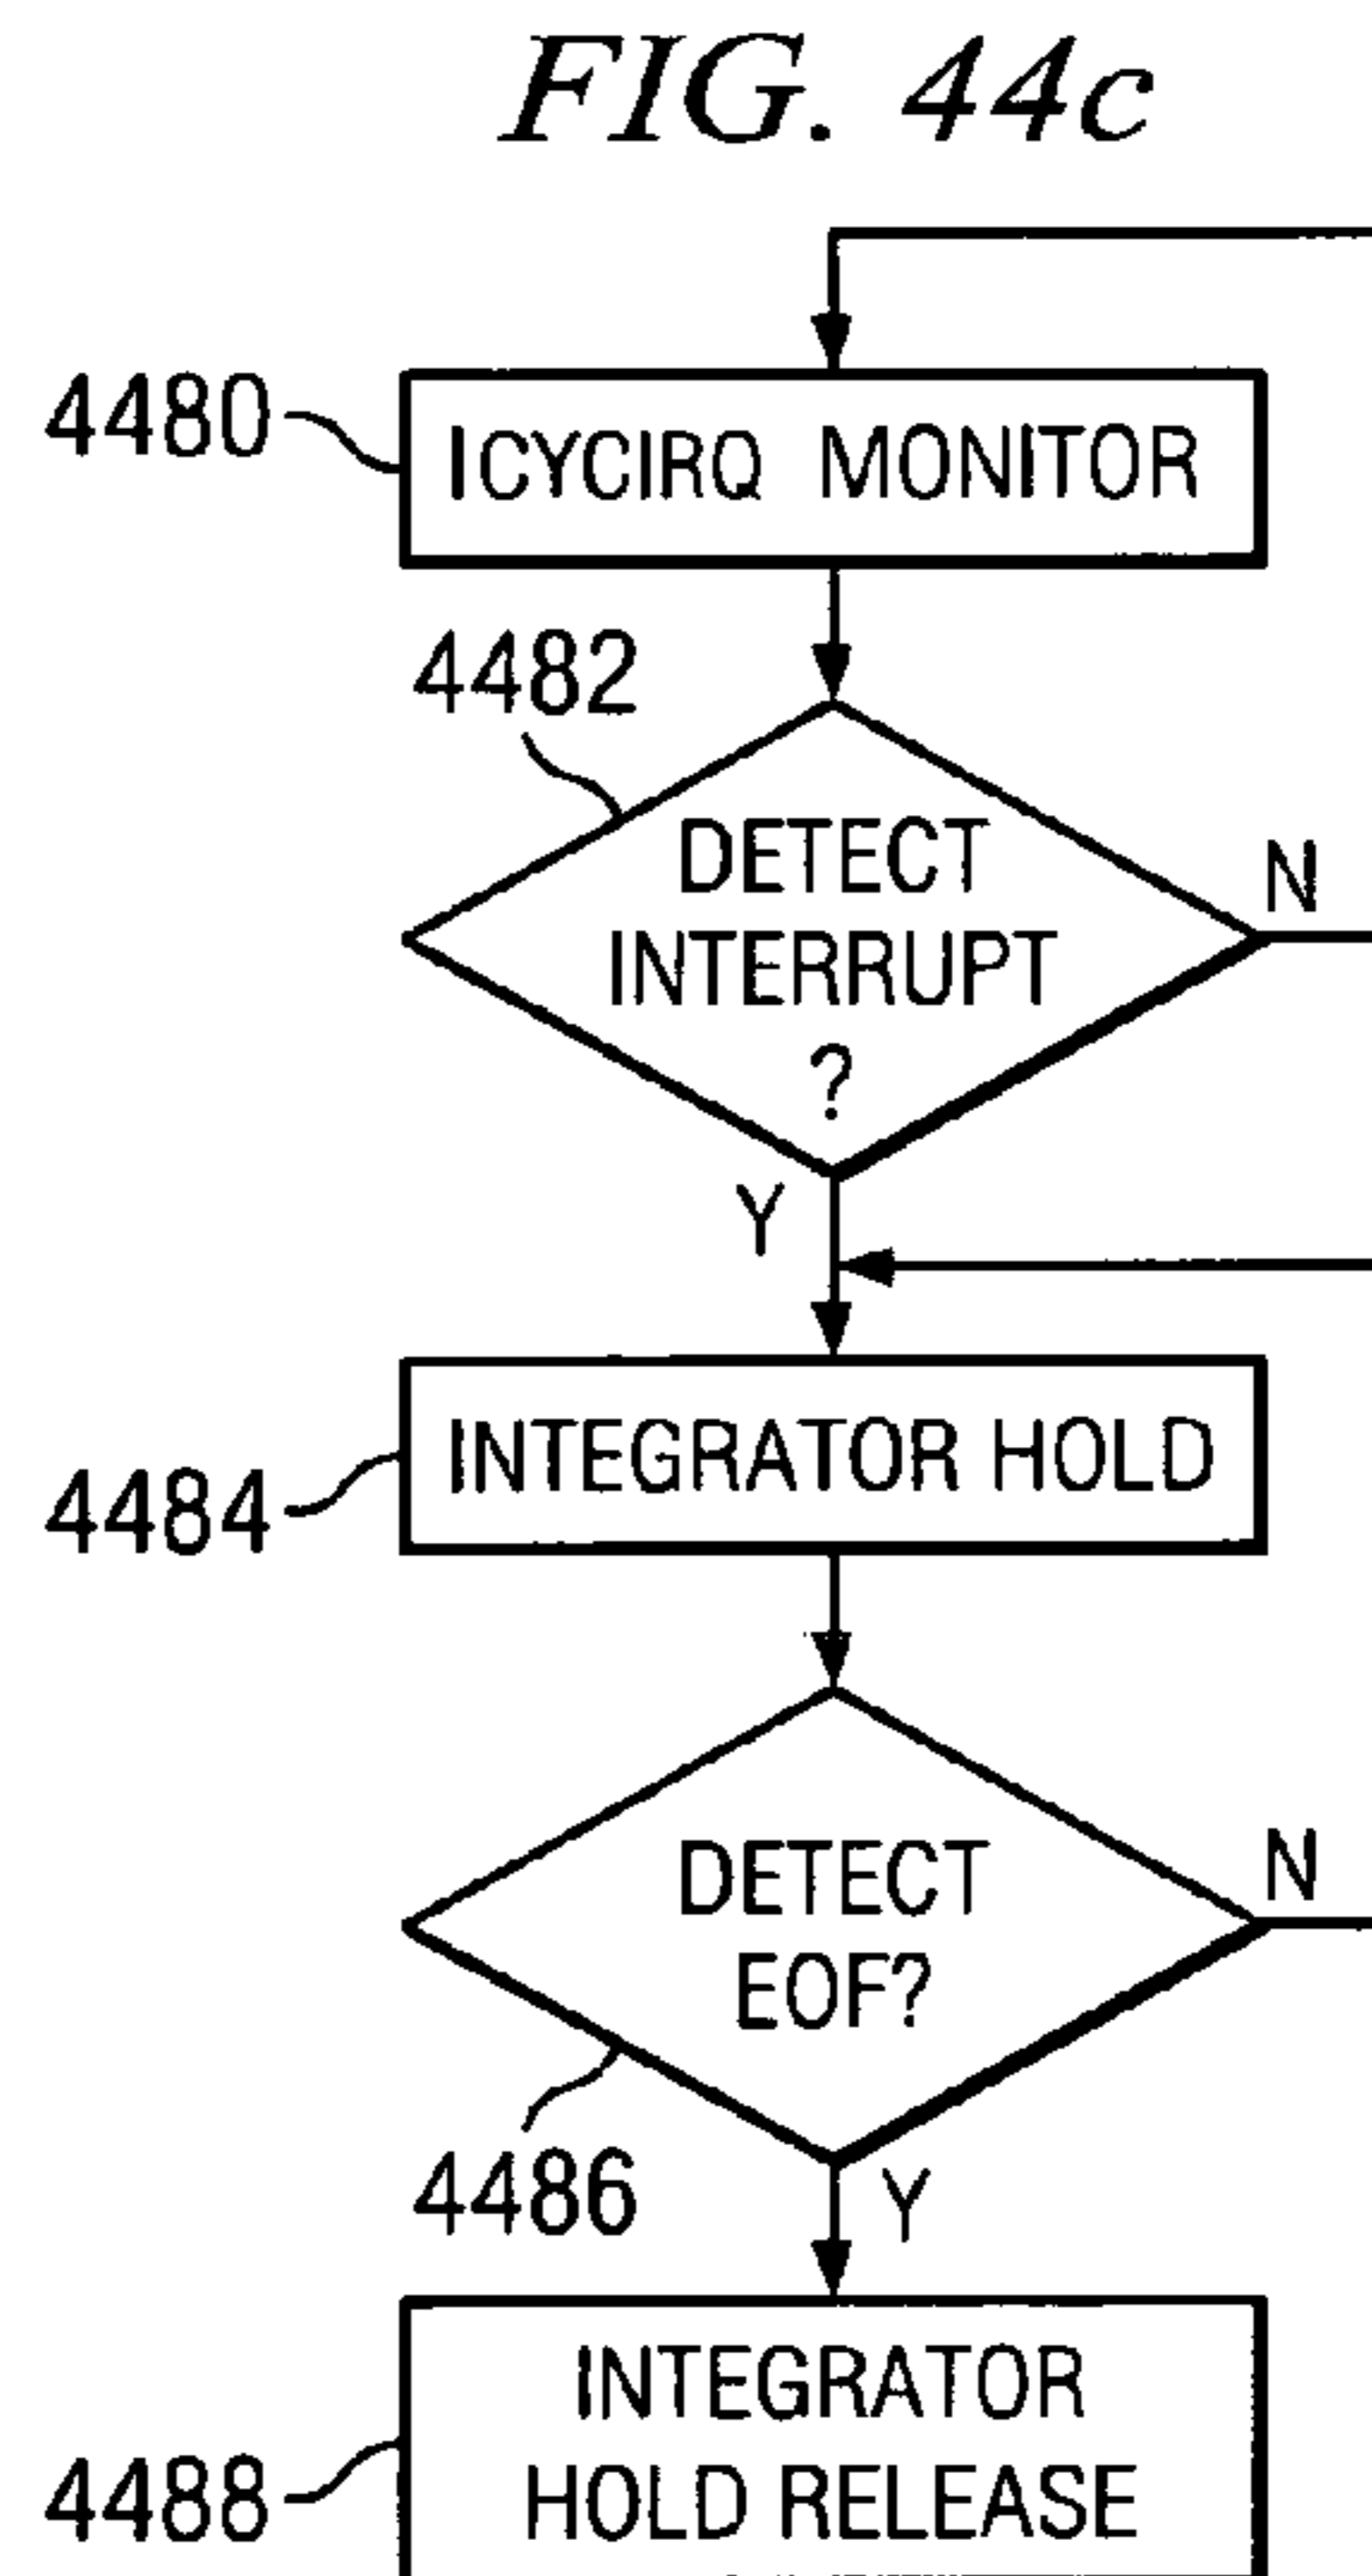 FIG. 44c
4480
ICYCIRQ MONITOR
4482
DETECT
INTERRUPT
?
N
Y
INTEGRATOR HOLD
4484
DETECT
EOF?
N
4486
Y
INTEGRATOR
HOLD RELEASE
4488